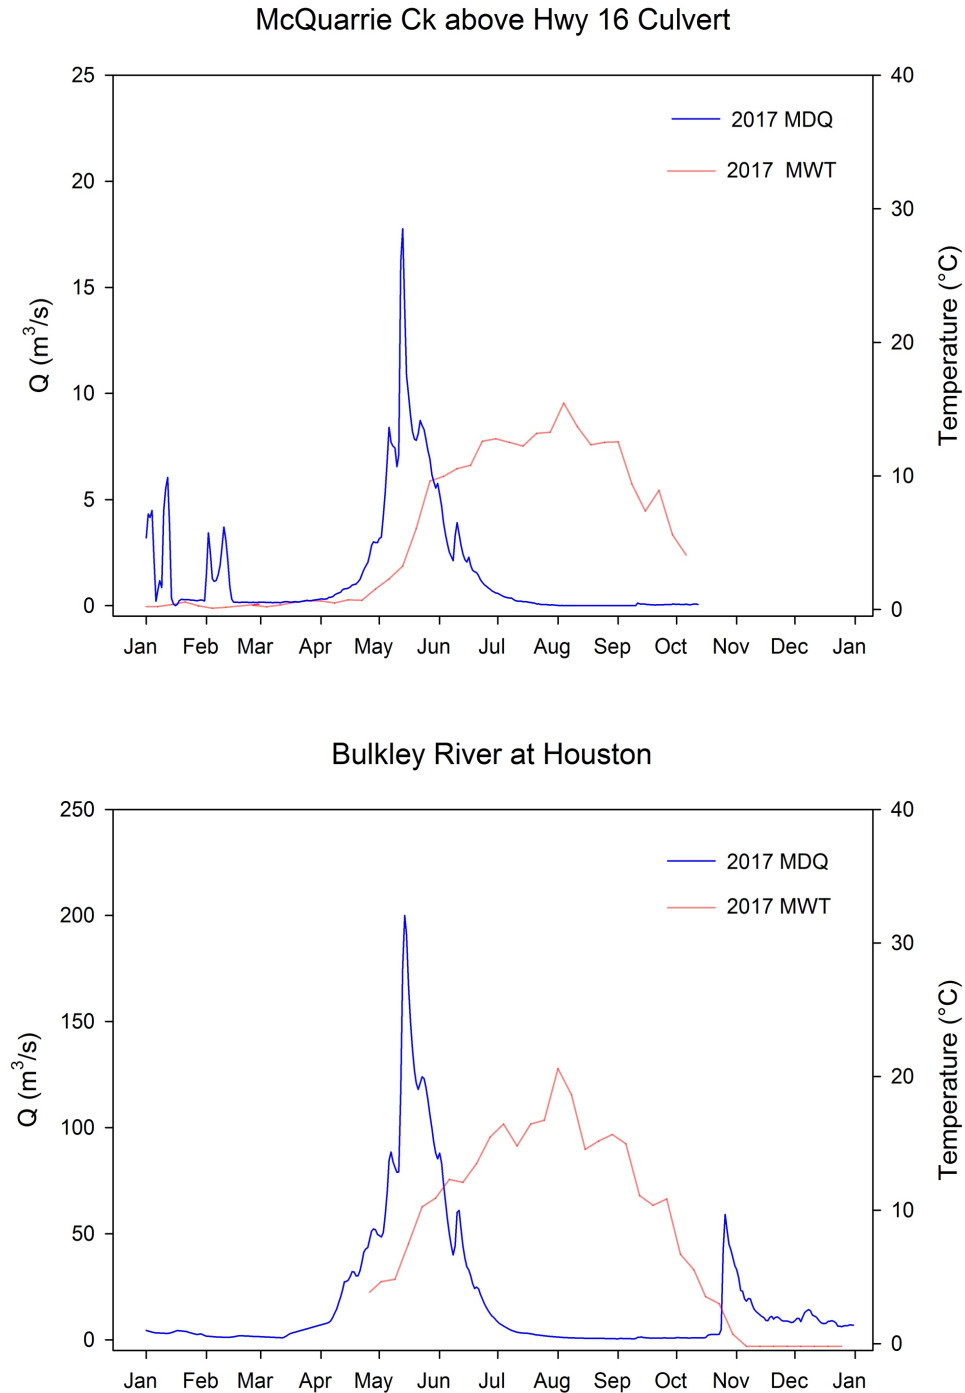 McQuarrie Ck above Hwy 16 Culvert
25
20
15
10
5
0
Q (m³/s)
40
30
20
10
0
Temperature (°C)
2017 MDQ
2017 MWT
Jan Feb Mar Apr May Jun Jul Aug Sep Oct Nov Dec Jan
Bulkley River at Houston
250
200
150
100
50
0
Q (m³/s)
40
30
20
10
0
Temperature (°C)
2017 MDQ
2017 MWT
Jan Feb Mar Apr May Jun Jul Aug Sep Oct Nov Dec Jan